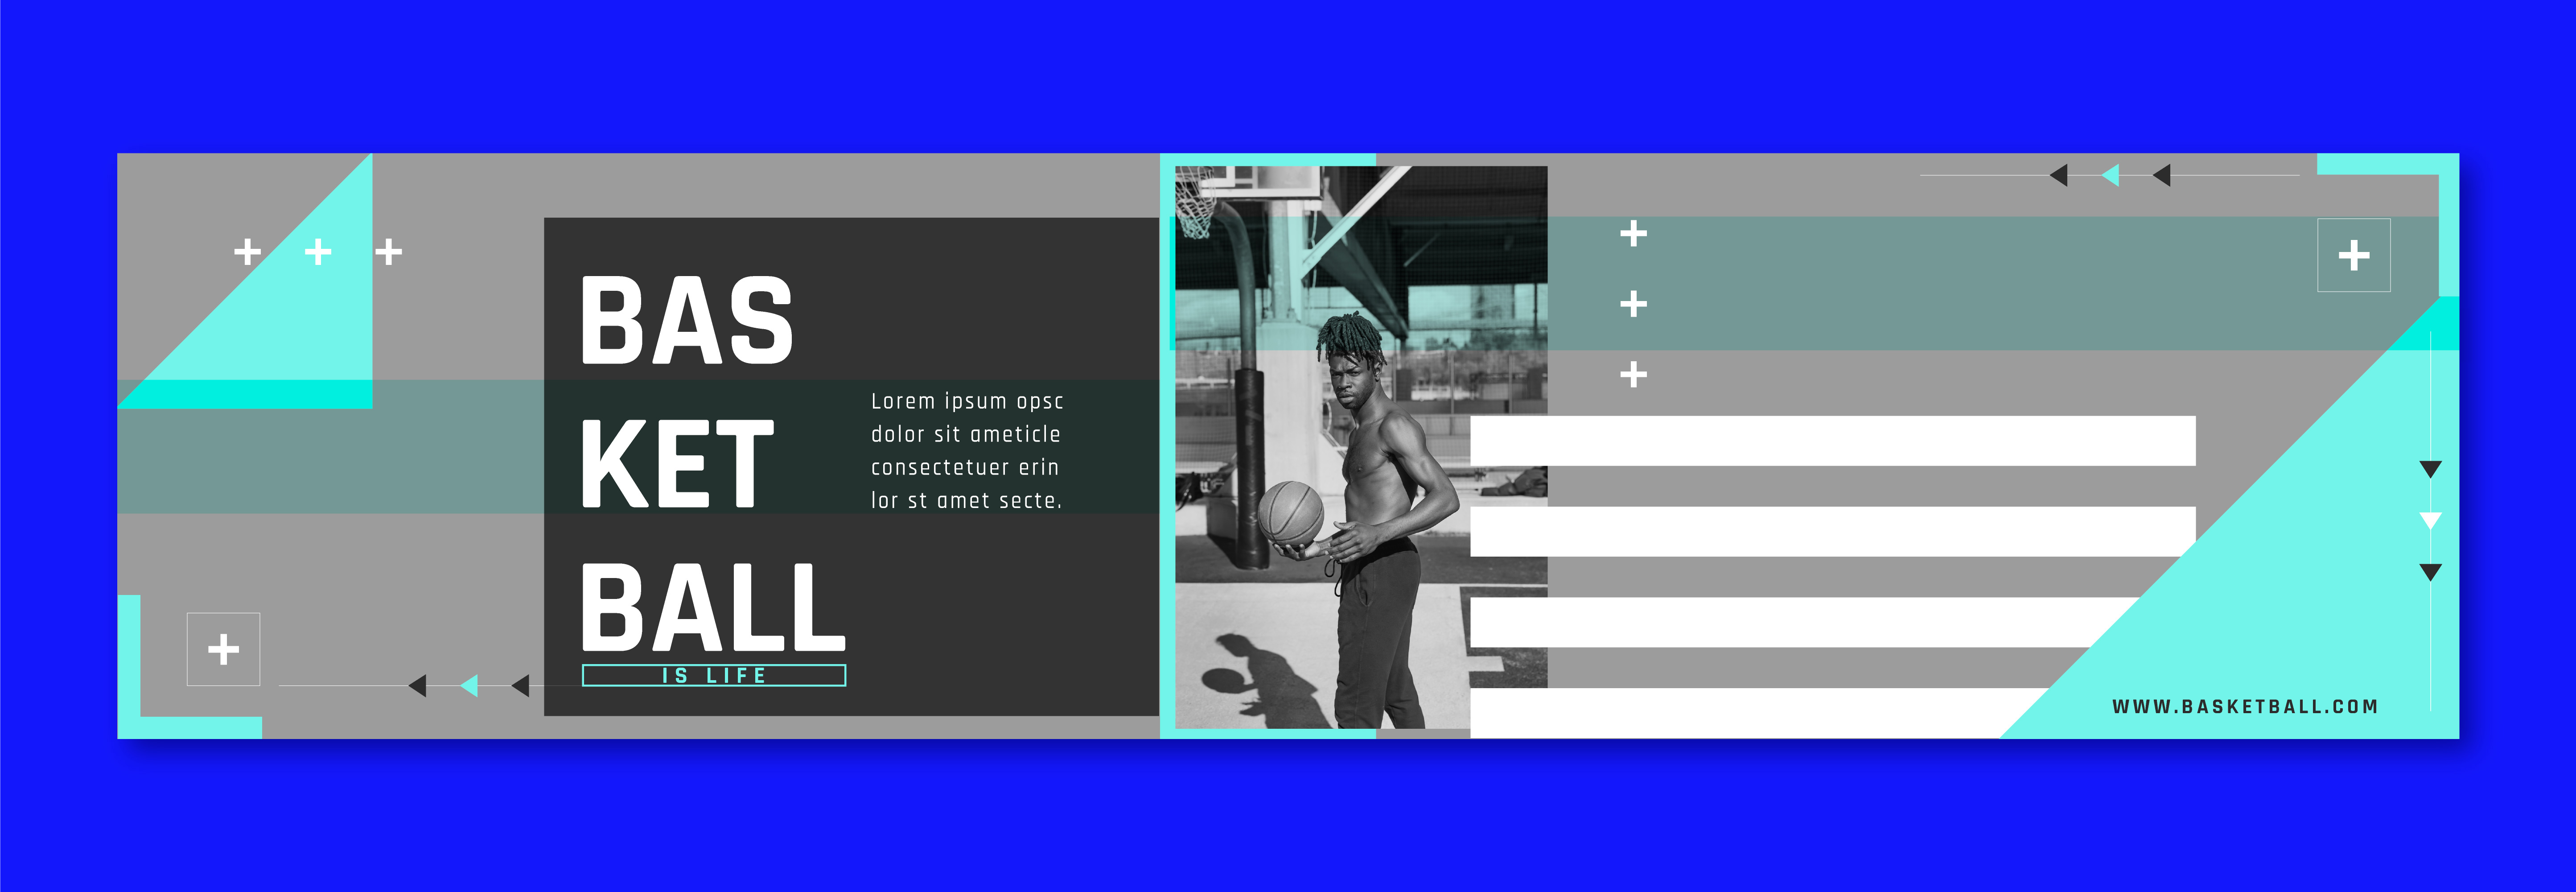 BAS
KET
BALL
IS LIFE
Lorem ipsum opsc
dolor sit ameticle
consectetuer erin
lor st amet secte.
WWW.BASKETBALL.COM